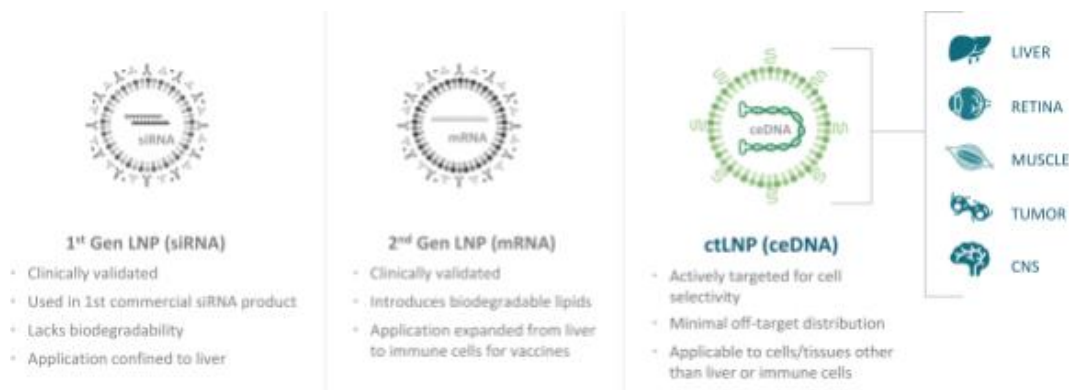 siRNA
1st Gen LNP (siRNA)
· Clinically validated
· Used in 1st commercial siRNA product
· Lacks biodegradability
· Application confined to liver
mRNA
2nd Gen LNP (mRNA)
· Clinically validated
· Introduces biodegradable lipids
· Application expanded from liver
to immune cells for vaccines
ceDNA
ctLNP (ceDNA)
· Actively targeted for cell
selectivity
· Minimal off-target distribution
· Applicable to cells/tissues other
than liver or immune cells
LIVER
RETINA
MUSCLE
TUMOR
CNS